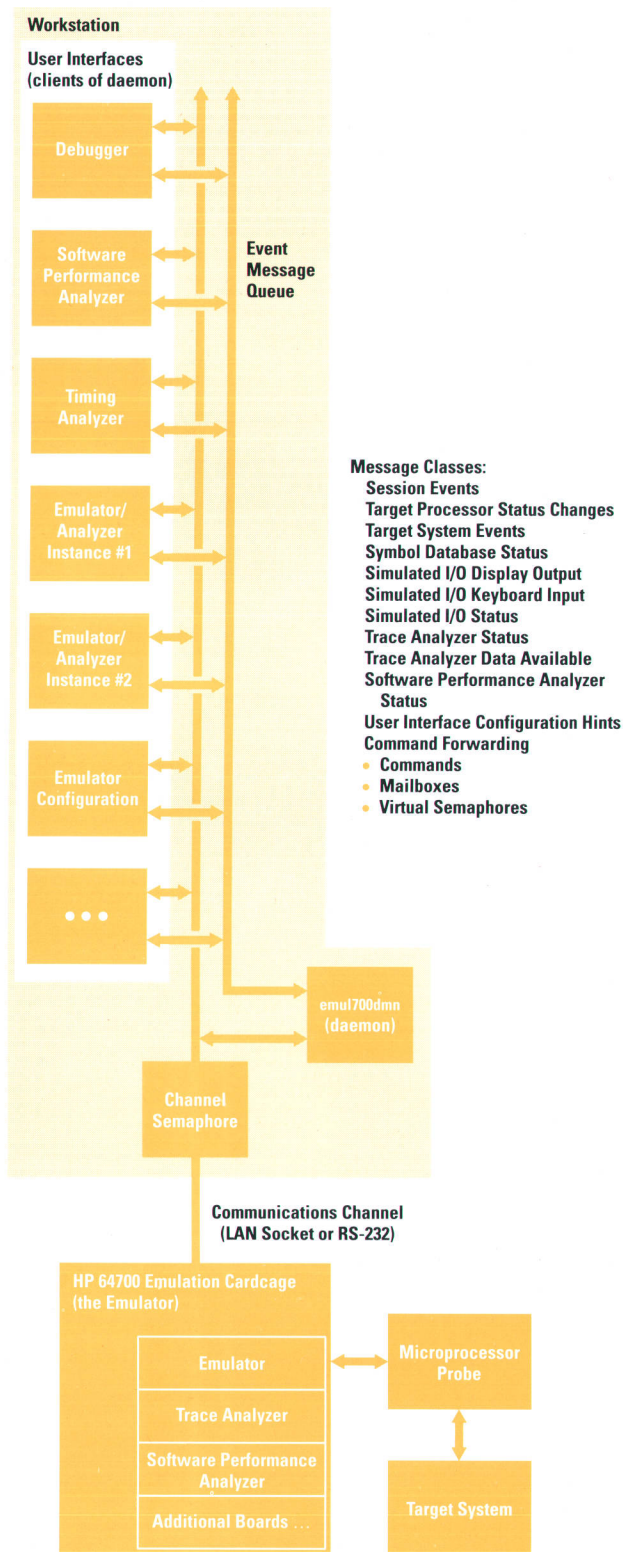 Workstation
User Interfaces
(clients of daemon)
Debugger
Software
Performance
Analyzer
Event
Message
Queue
Timing
Analyzer
Emulator/
Analyzer
Instance #1
Emulator/
Analyzer
Instance #2
Emulator
Configuration
• • •
Message Classes:
Session Events
Target Processor Status Changes
Target System Events
Symbol Database Status
Simulated I/O Display Output
Simulated I/O Keyboard Input
Simulated I/O Status
Trace Analyzer Status
Trace Analyzer Data Available
Software Performance Analyzer
Status
User Interface Configuration Hints
Command Forwarding
• Commands
• Mailboxes
• Virtual Semaphores
emul700dmn
(daemon)
Channel
Semaphore
Communications Channel
(LAN Socket or RS-232)
HP 64700 Emulation Cardcage
(the Emulator)
Emulator
Trace Analyzer
Software Performance
Analyzer
Additional Boards ...
Microprocessor
Probe
Target System